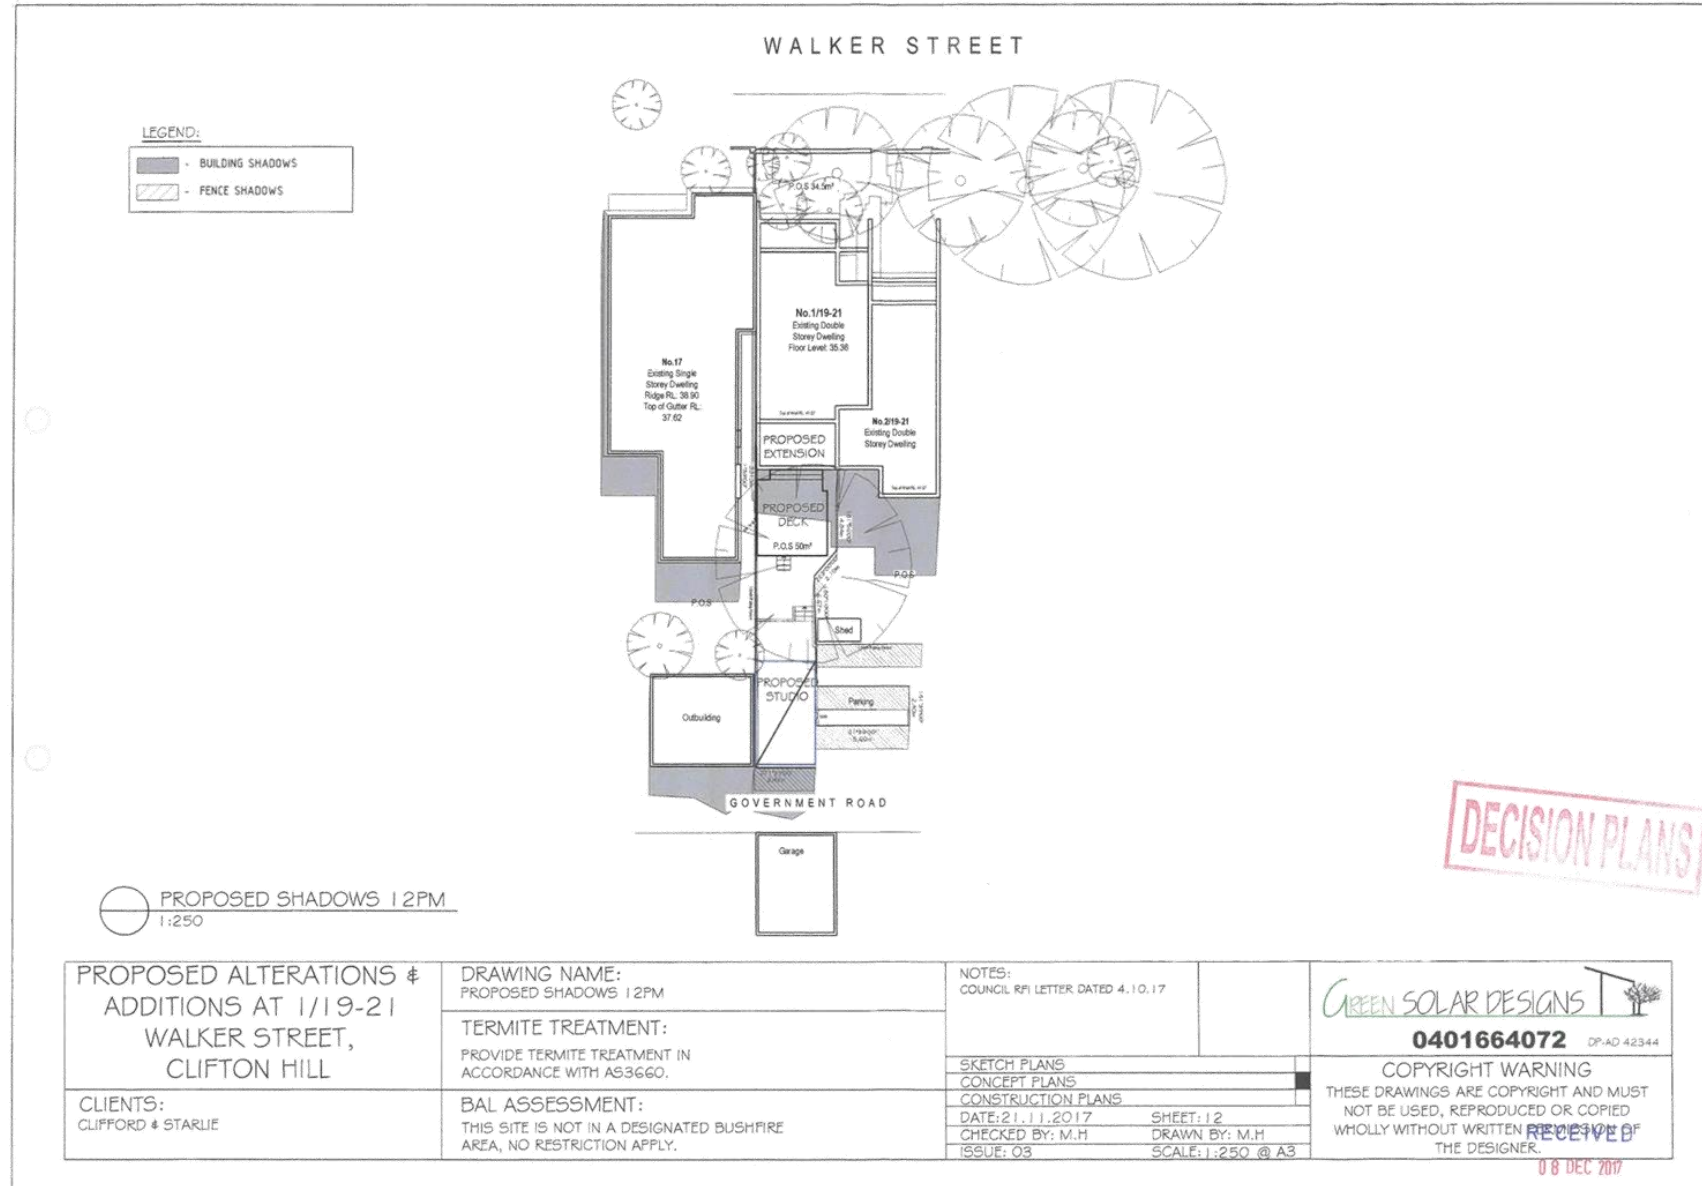 WALKER STREET
LEGEND:
- BUILDING SHADOWS
- FENCE SHADOWS
P.O.S 34.5m²
No.1/19-21
Existing Double
Storey Dwelling
Floor Level: 35.36
No.17
Existing Single
Storey Dwelling
Ridge RL. 38.90
Top of Gutter RL:
37.62
No.2/19-21
Existing Double
Storey Dwelling
PROPOSED
EXTENSION
PROPOSED
DECK
P.O.S 50m²
P.O.S
P.O.S
Shed
PROPOSED
STUDIO
Parking
Outbuilding
GOVERNMENT ROAD
Garage
DECISION PLANS
PROPOSED SHADOWS 12PM
1:250
PROPOSED ALTERATIONS &
ADDITIONS AT 1/19-21
WALKER STREET,
CLIFTON HILL
CLIENTS:
CLIFFORD & STARLIE
DRAWING NAME:
PROPOSED SHADOWS 12PM
TERMITE TREATMENT:
PROVIDE TERMITE TREATMENT IN
ACCORDANCE WITH AS3660.
BAL ASSESSMENT:
THIS SITE IS NOT IN A DESIGNATED BUSHFIRE
AREA, NO RESTRICTION APPLY.
NOTES:
COUNCIL RFI LETTER DATED 4.10.17
SKETCH PLANS
CONCEPT PLANS
CONSTRUCTION PLANS
DATE:21.11.2017 SHEET:12
CHECKED BY: M.H DRAWN BY: M.H
ISSUE: 03 SCALE:1:250 @ A3
GREEN SOLAR DESIGNS
0401664072 DP-AD 42344
COPYRIGHT WARNING
THESE DRAWINGS ARE COPYRIGHT AND MUST
NOT BE USED, REPRODUCED OR COPIED
WHOLLY WITHOUT WRITTEN PERMISSION OF
THE DESIGNER.
RECEIVED
08 DEC 2017